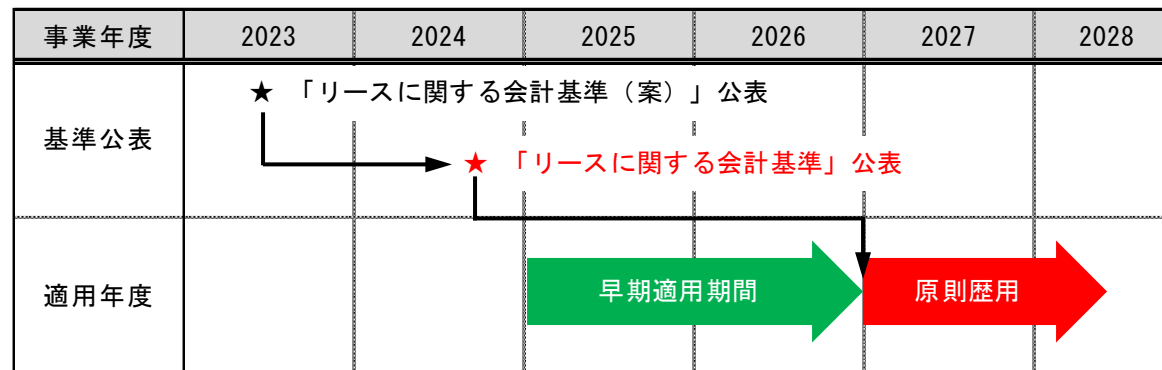 事業年度 2023 2024 2025 2026 2027 2028
基準公表
★ 「リースに関する会計基準（案）」公表
★ 「リースに関する会計基準」公表
適用年度
早期適用期間 原則歴用